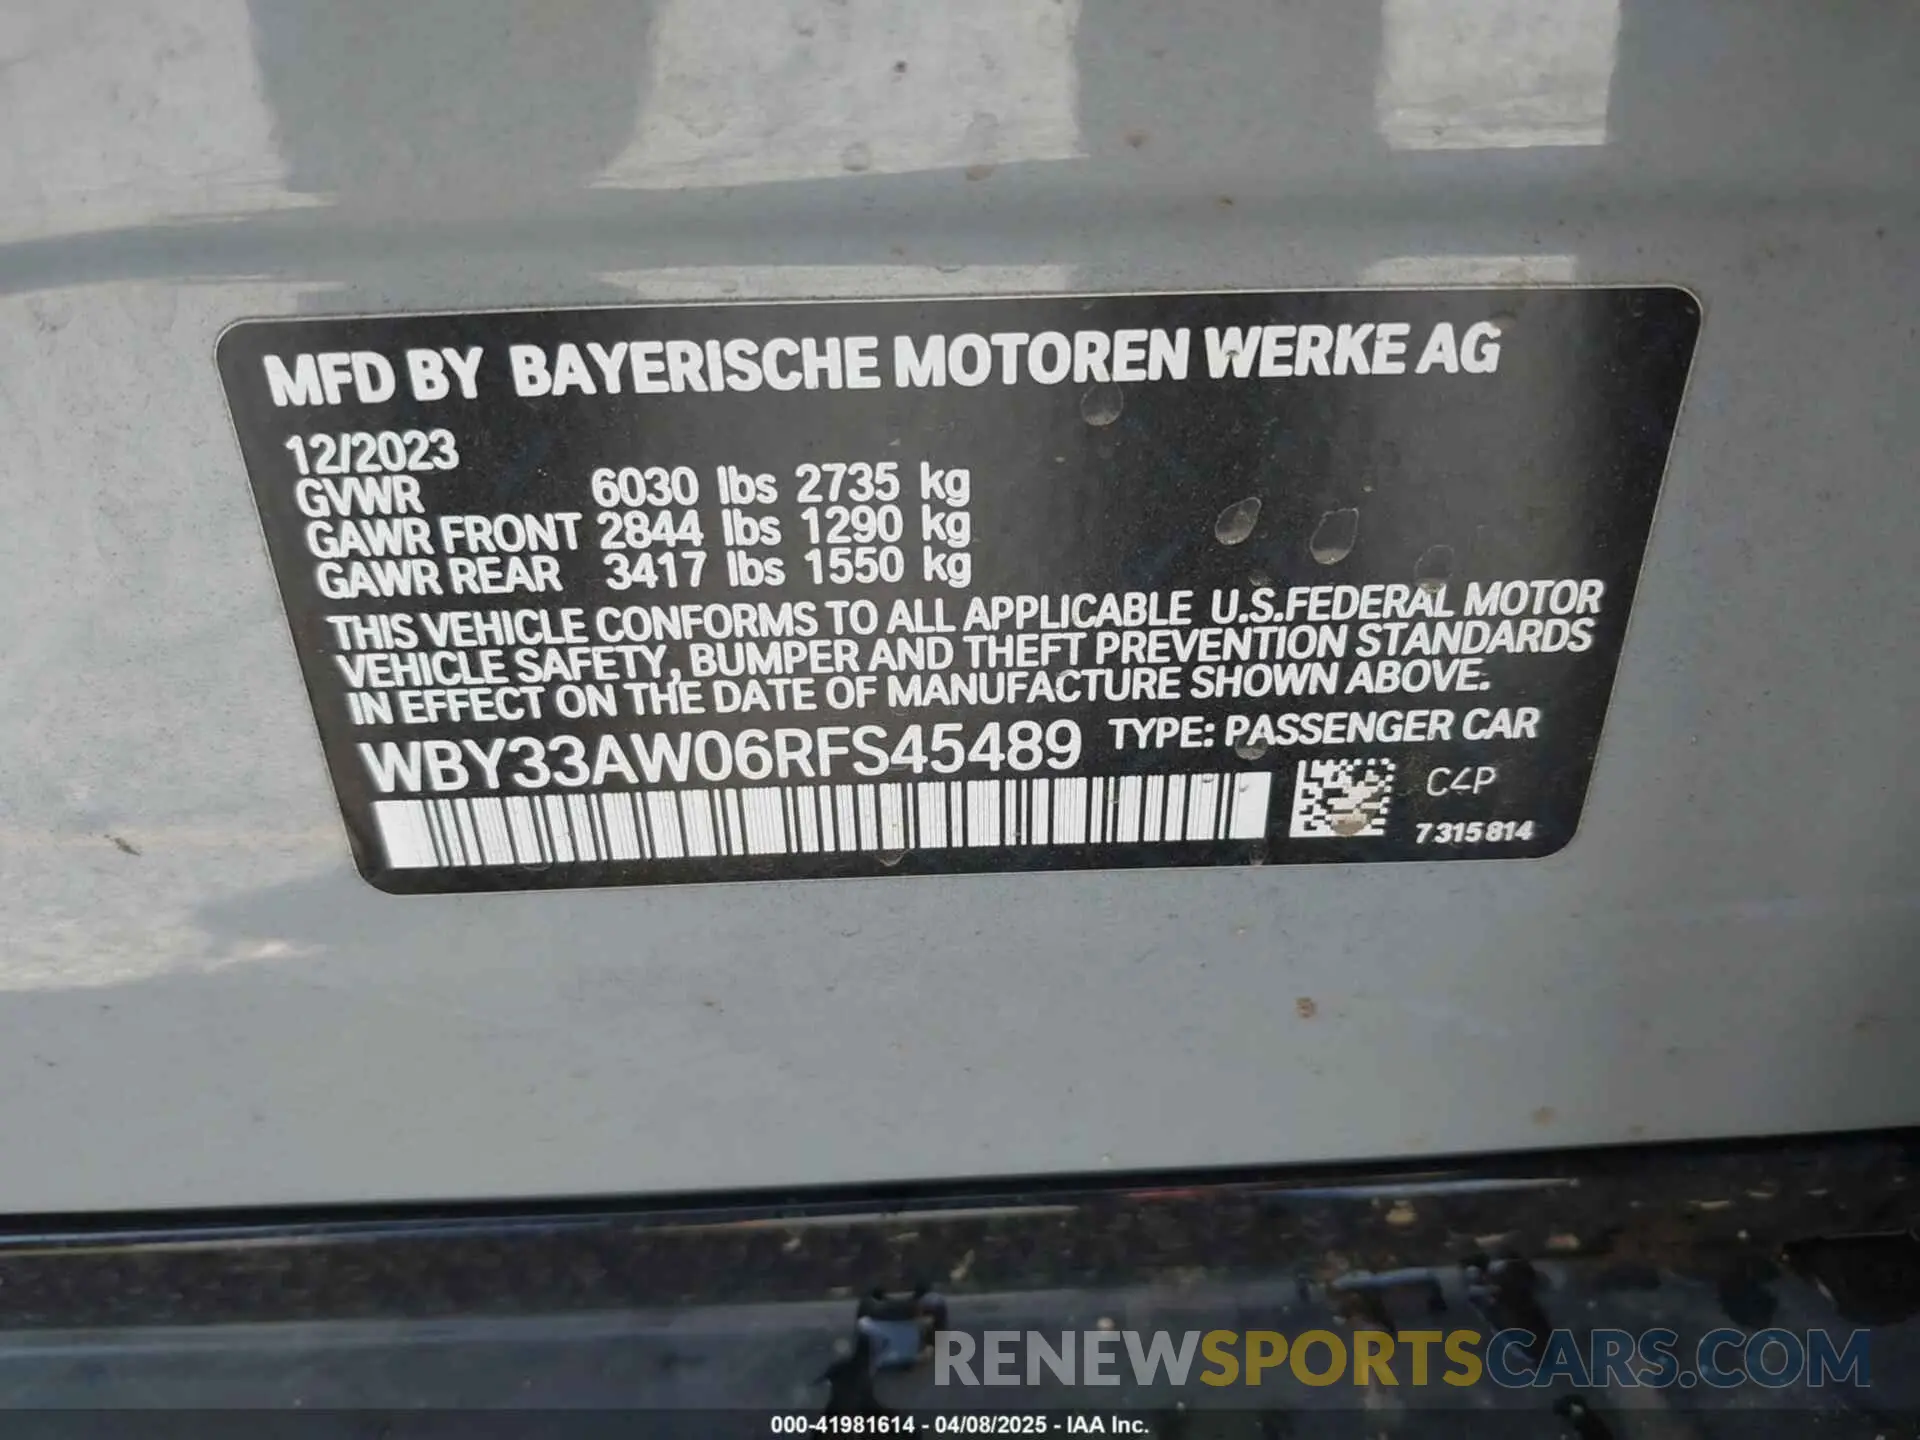 MFD BY BAYERISCHE MOTOREN WERKE AG
12/2023
GVWR 6030 lbs 2735 kg
GAWR FRONT 2844 lbs 1290 kg
GAWR REAR 3417 lbs 1550 kg
THIS VEHICLE CONFORMS TO ALL APPLICABLE U.S.FEDERAL MOTOR
VEHICLE SAFETY, BUMPER AND THEFT PREVENTION STANDARDS
IN EFFECT ON THE DATE OF MANUFACTURE SHOWN ABOVE.
WBY33AW06RFS45489 TYPE: PASSENGER CAR
C4P
7315814
RENEWSPORTSCARS.COM
000-41981614 - 04/08/2025 - IAA Inc.